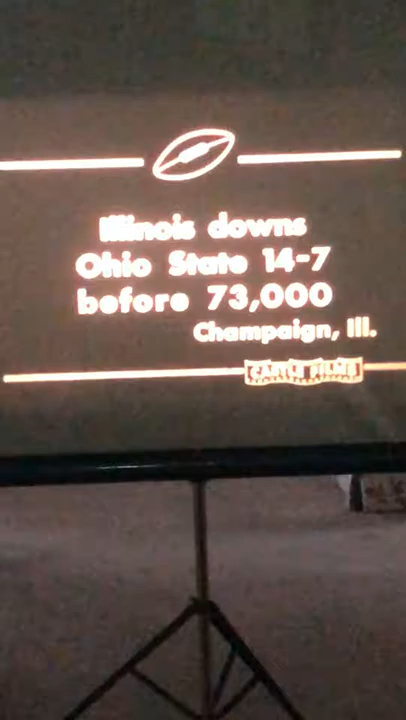 Illinois downs
Ohio State 14-7
before 73,000
Champaign, Ill.
CASTLE FILMS